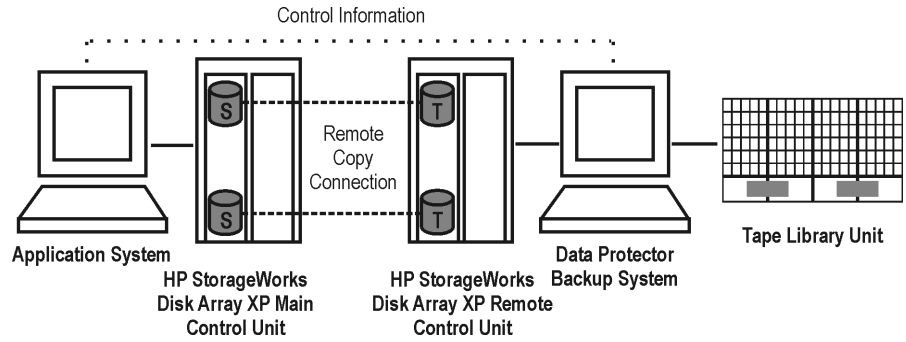 Control Information
S
T
Remote
Copy
Connection
S
T
Application System
HP StorageWorks
Disk Array XP Main
Control Unit
HP StorageWorks
Disk Array XP Remote
Control Unit
Data Protector
Backup System
Tape Library Unit